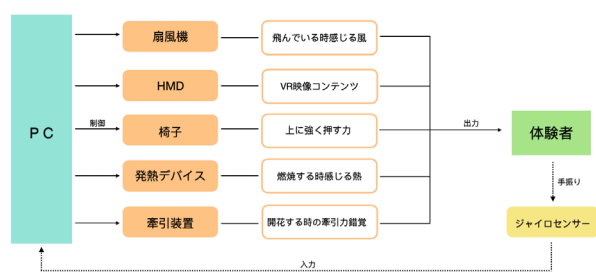 扇風機
飛んでいる時感じる風
HMD
VR映像コンテンツ
PC
制御
椅子
上に強く押す力
出力
体験者
発熱デバイス
燃焼する時感じる熱
手振り
牽引装置
開花する時の牽引力錯覚
ジャイロセンサー
入力